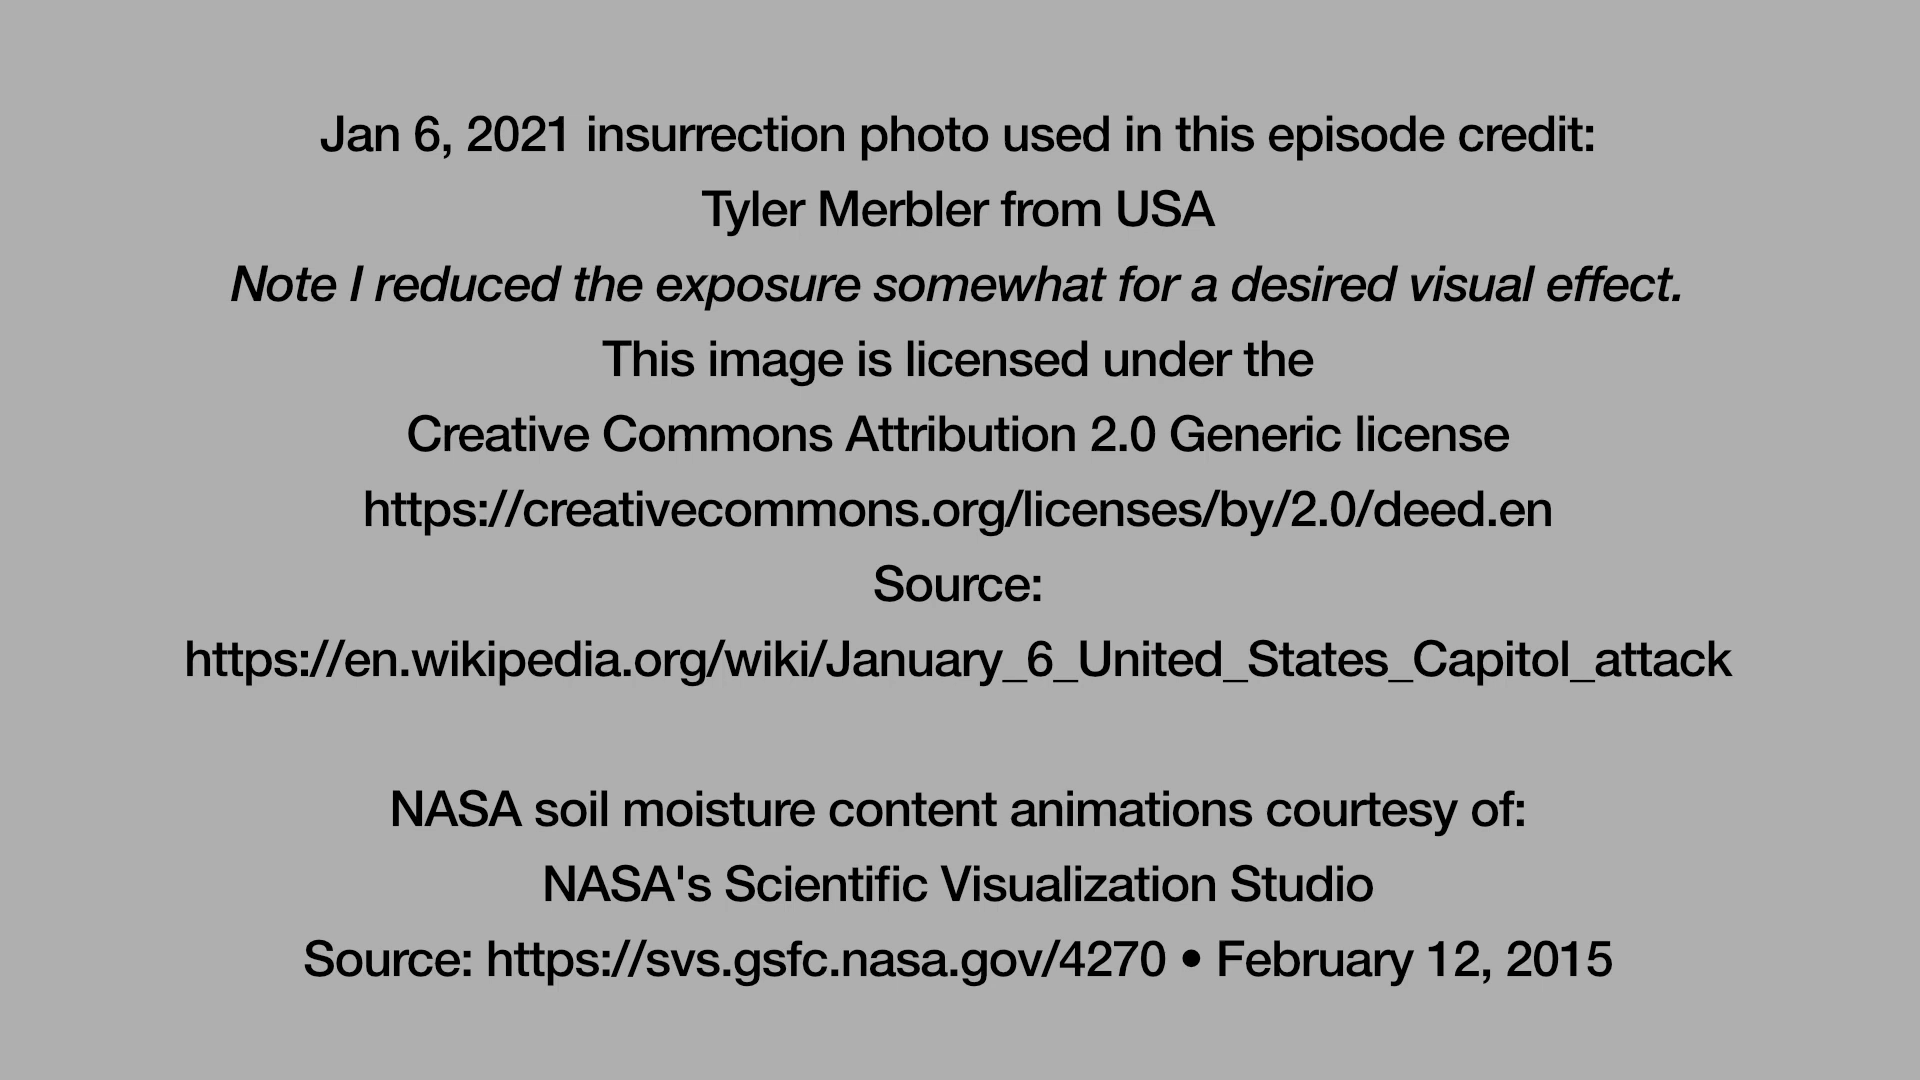 Jan 6, 2021 insurrection photo used in this episode credit:
Tyler Merbler from USA
Note I reduced the exposure somewhat for a desired visual effect.
This image is licensed under the
Creative Commons Attribution 2.0 Generic license
https://creativecommons.org/licenses/by/2.0/deed.en
Source:
https://en.wikipedia.org/wiki/January_6_United_States_Capitol_attack
NASA soil moisture content animations courtesy of:
NASA's Scientific Visualization Studio
Source: https://svs.gsfc.nasa.gov/4270 • February 12, 2015